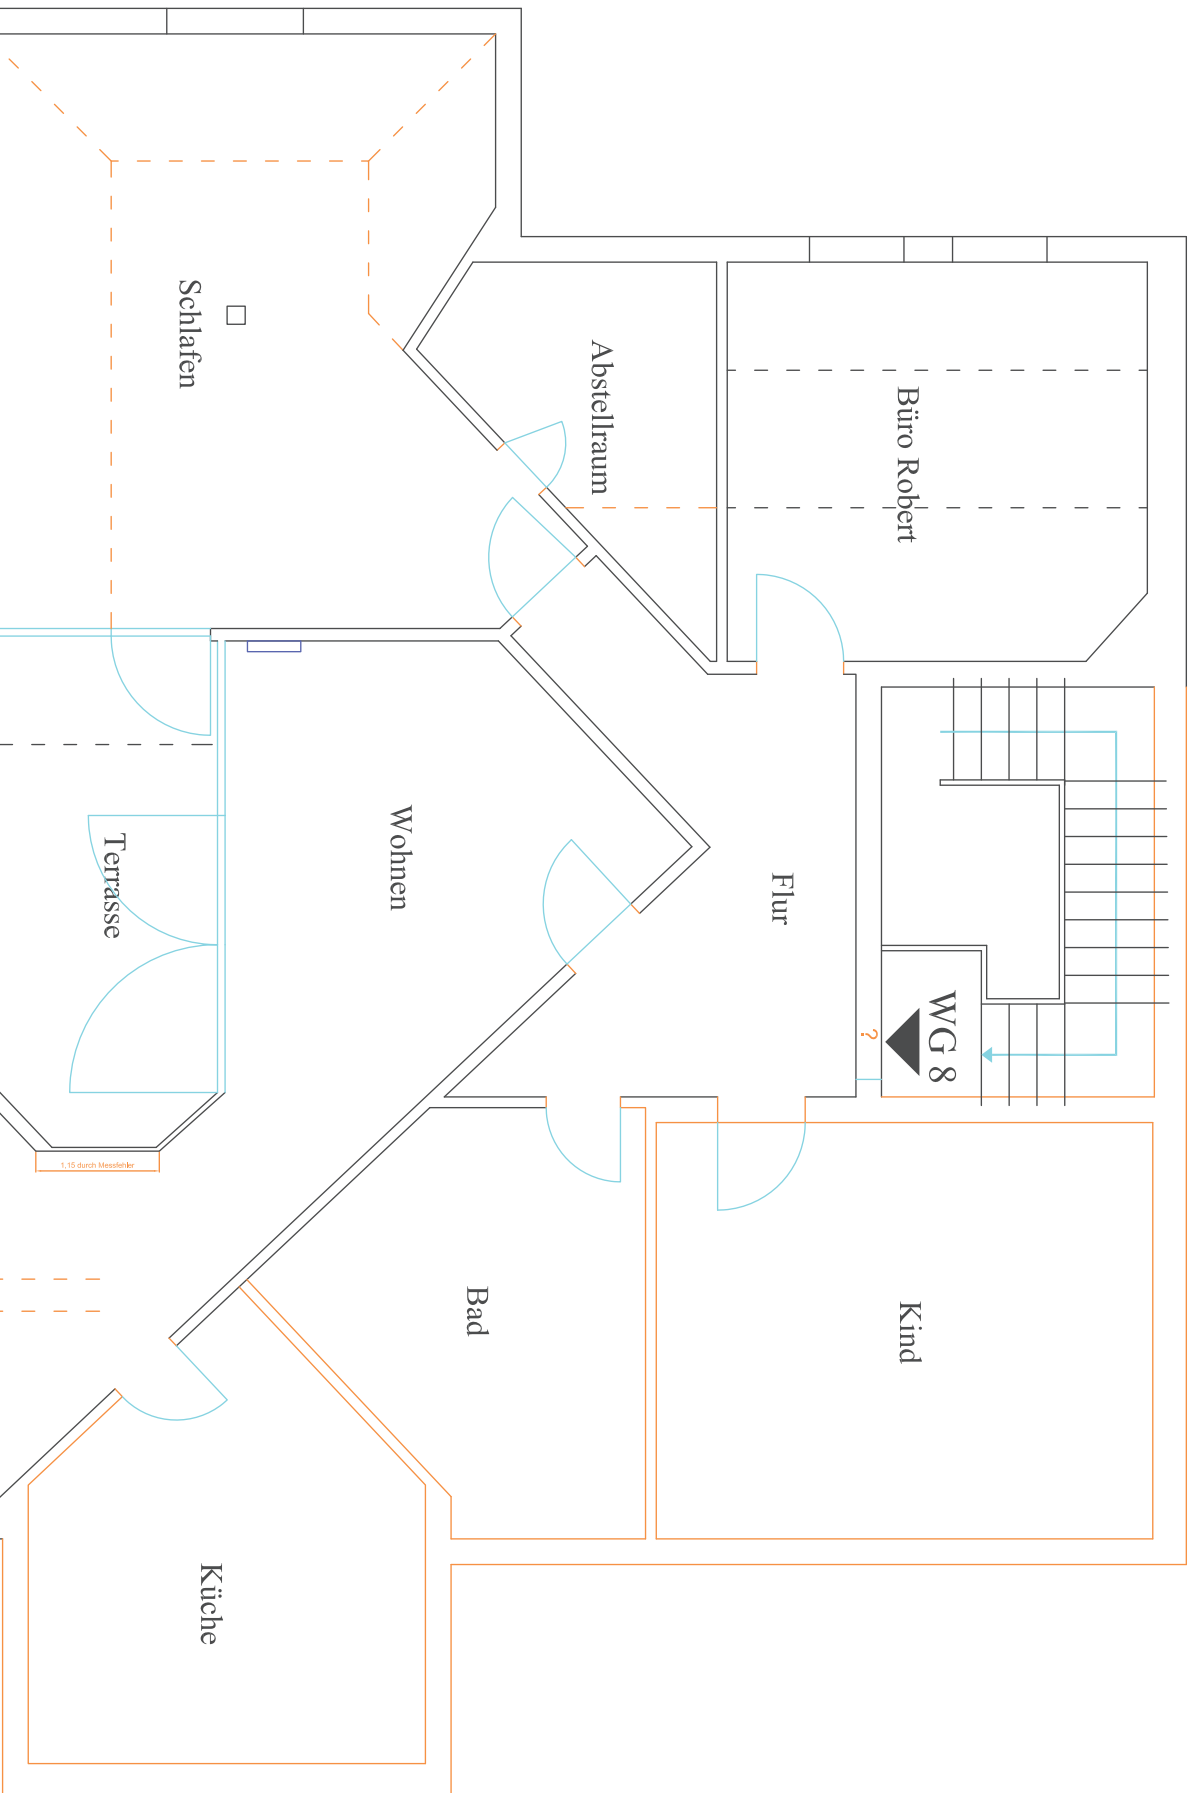 Schlafen
Abstellraum
Büro Robert
Terrasse
Wohnen
Flur
WG 8
?
1.15 durch Messfehler
Bad
Kind
Küche